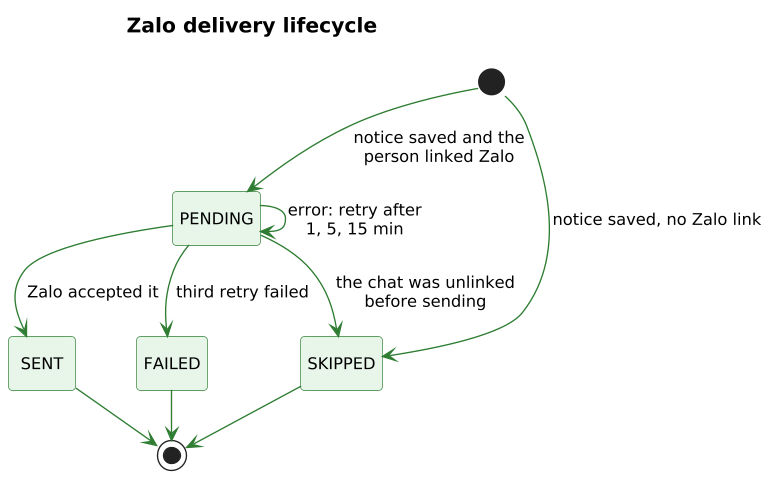 Zalo delivery lifecycle
notice saved and the
person linked Zalo
PENDING
error: retry after
1, 5, 15 min
notice saved, no Zalo link
Zalo accepted it
third retry failed
the chat was unlinked
before sending
SENT
FAILED
SKIPPED